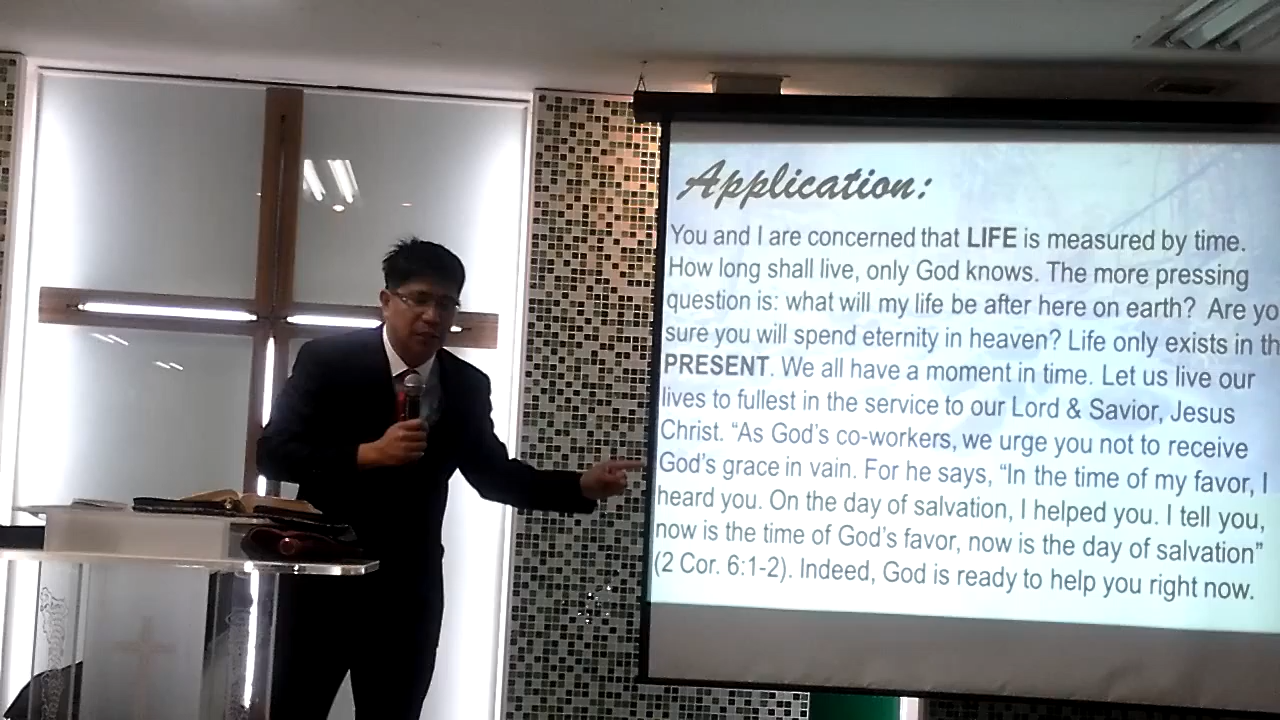 Application:
You and I are concerned that LIFE is measured by time.
How long shall live, only God knows. The more pressing
question is: what will my life be after here on earth? Are yo
sure you will spend eternity in heaven? Life only exists in th
PRESENT. We all have a moment in time. Let us live our
lives to fullest in the service to our Lord & Savior, Jesus
Christ. “As God’s co-workers, we urge you not to receive
God’s grace in vain. For he says, “In the time of my favor, I
heard you. On the day of salvation, I helped you. I tell you,
now is the time of God’s favor, now is the day of salvation”
(2 Cor. 6:1-2). Indeed, God is ready to help you right now.